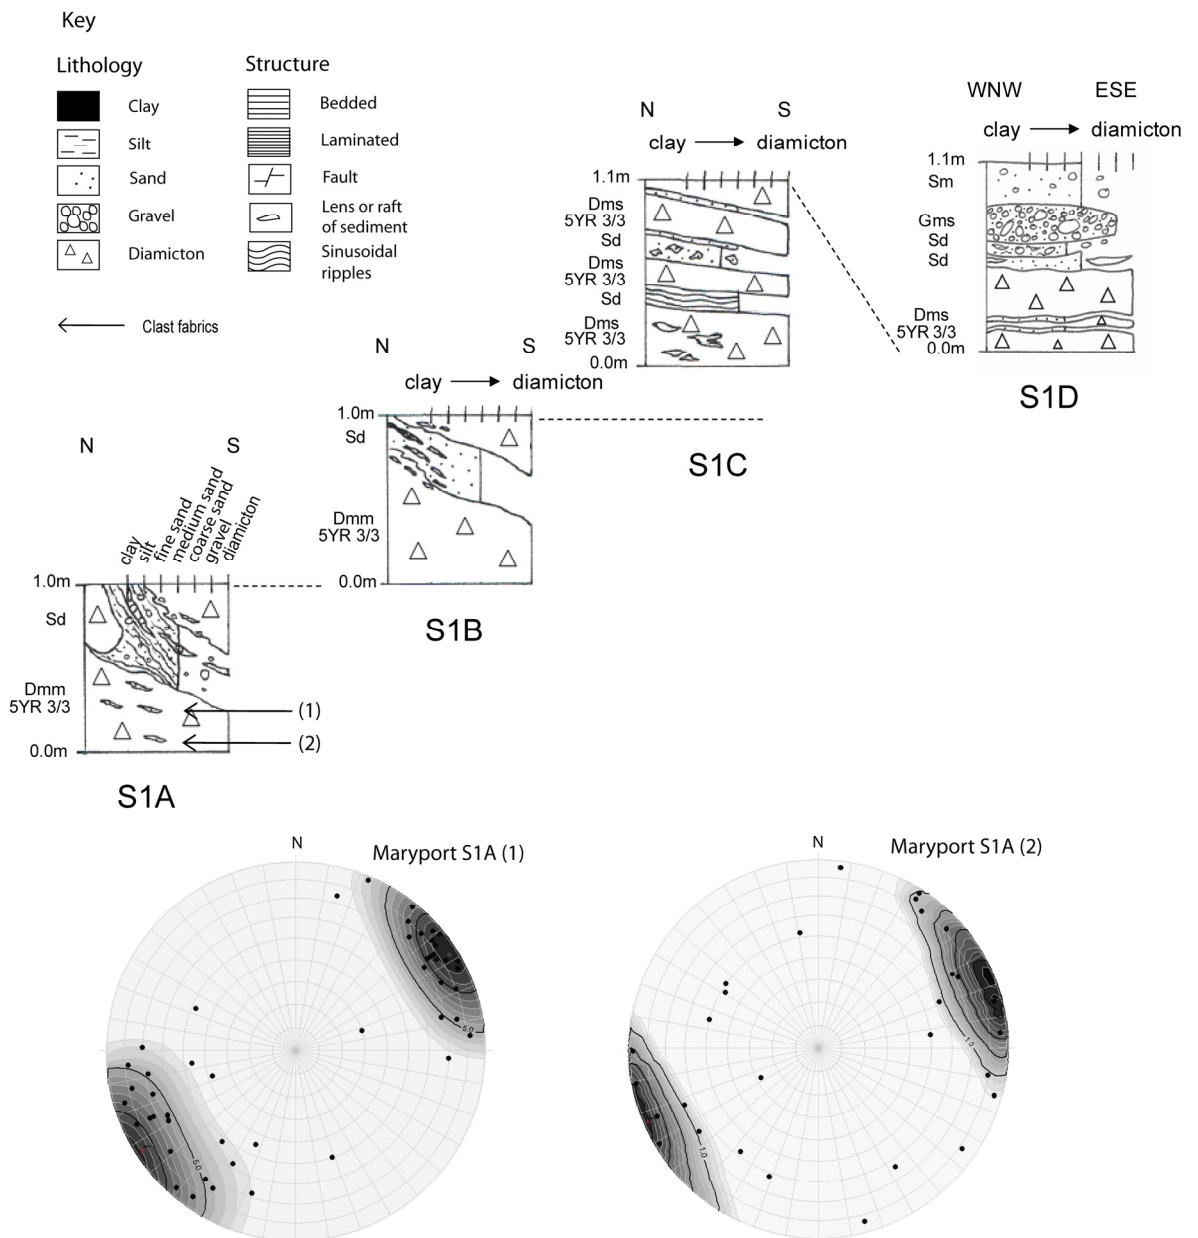 Key
Lithology
Structure
Clay
Bedded
Silt
Laminated
Sand
Fault
Gravel
Lens or raft
of sediment
Diamicton
Sinusoidal
ripples
Clast fabrics
N
S
clay
diamicton
1.1m
Dms
5YR 3/3
Sd
Dms
5YR 3/3
Sd
Dms
5YR 3/3
0.0m
S1C
WNW
ESE
clay
diamicton
1.1m
Sm
Gms
Sd
Sd
Dms
5YR 3/3
0.0m
S1D
N
S
clay
diamicton
1.0m
Sd
Dmm
5YR 3/3
0.0m
S1B
N
S
clay
silt
fine sand
medium sand
coarse sand
gravel
diamicton
1.0m
Sd
Dmm
5YR 3/3
0.0m
(1)
(2)
S1A
N
Maryport S1A (1)
5.0
5.0
N
Maryport S1A (2)
1.0
1.0